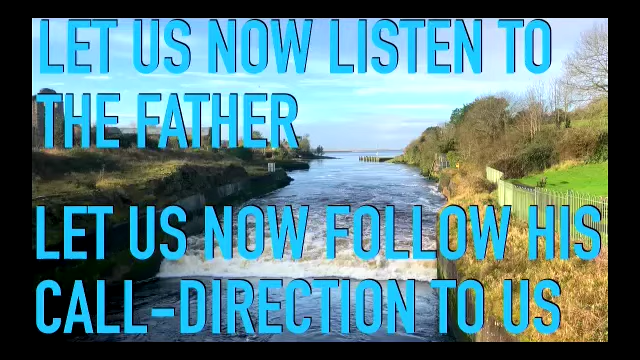 LET US NOW LISTEN TO
THE FATHER
LET US NOW FOLLOW HIS
CALL-DIRECTION TO US